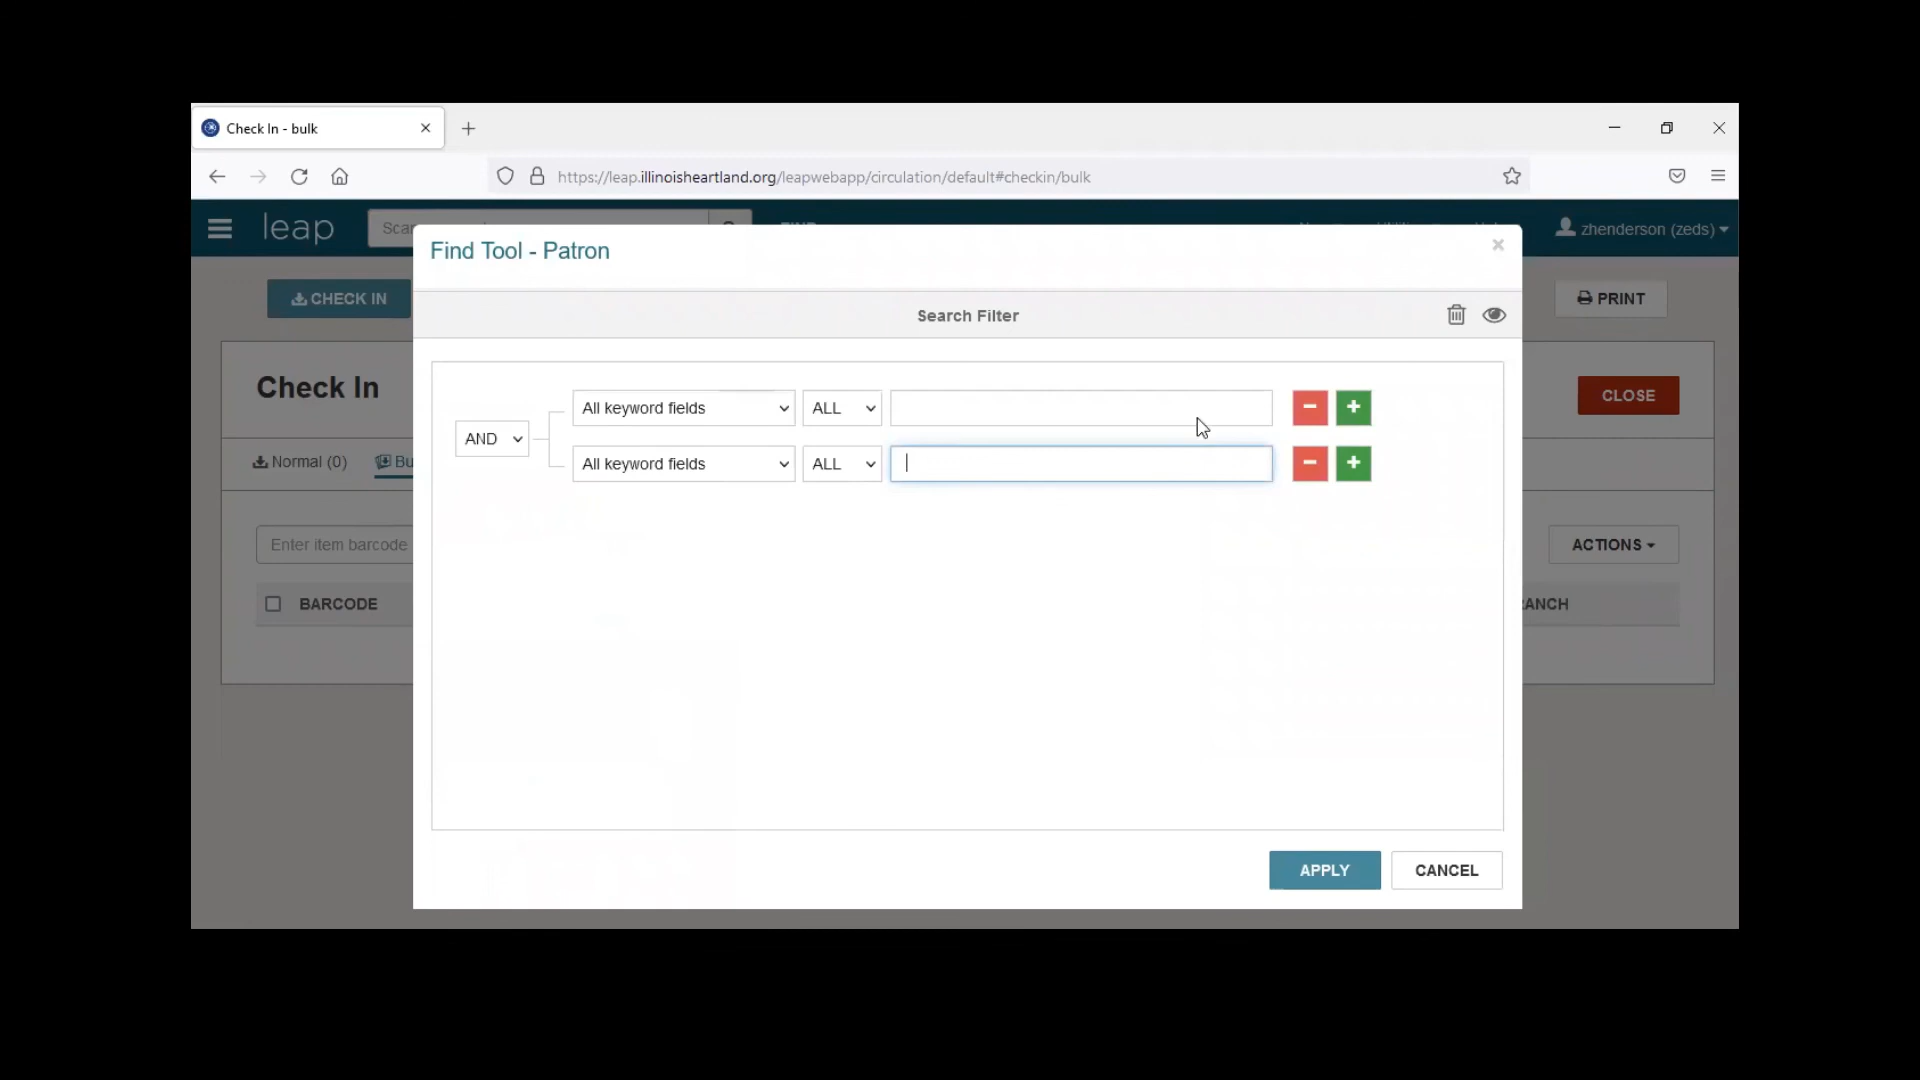 Check In - bulk
https://leap.illinoisheartland.org/leapwebapp/circulation/default#checkin/bulk
leap
zhenderson (zeds)
Find Tool - Patron
CHECK IN
PRINT
Search Filter
Check In
CLOSE
All keyword fields ALL
AND
All keyword fields ALL
Normal (0) Bu
Enter item barcode
ACTIONS
BARCODE
RANCH
APPLY CANCEL